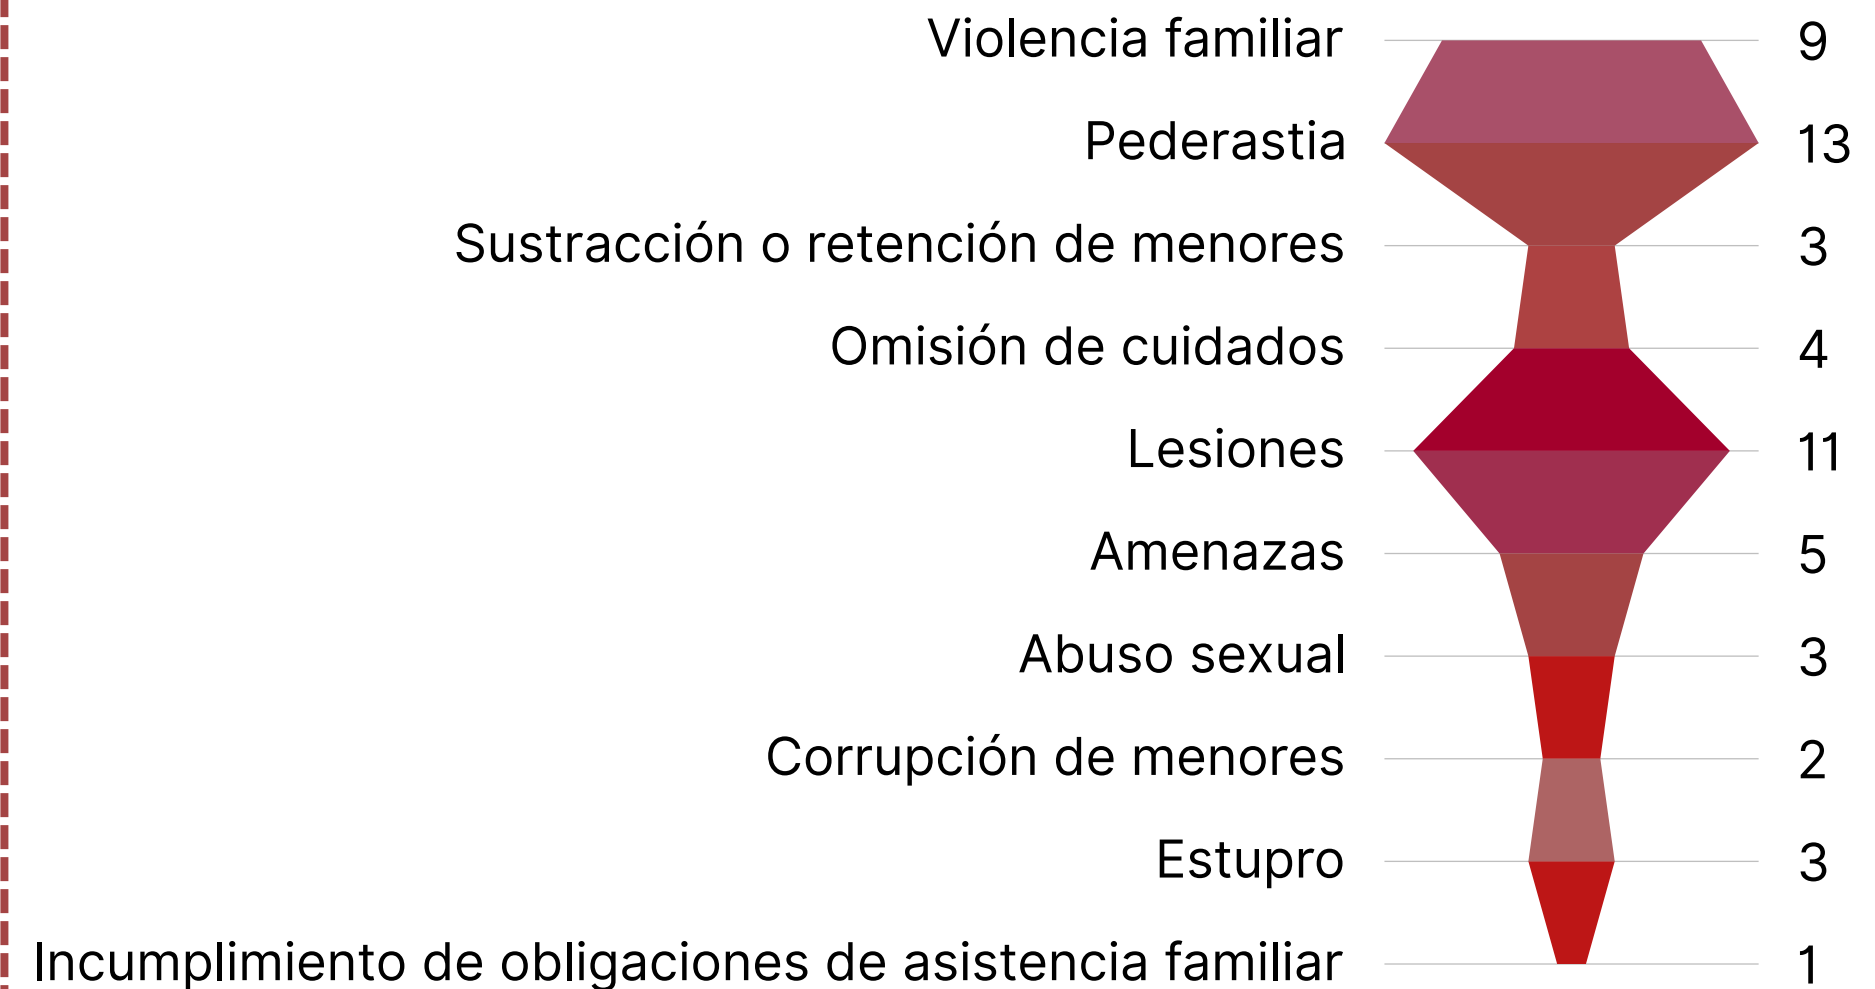 Violencia familiar 9
Pederastia 13
Sustracción o retención de menores 3
Omisión de cuidados 4
Lesiones 11
Amenazas 5
Abuso sexual 3
Corrupción de menores 2
Estupro 3
Incumplimiento de obligaciones de asistencia familiar 1